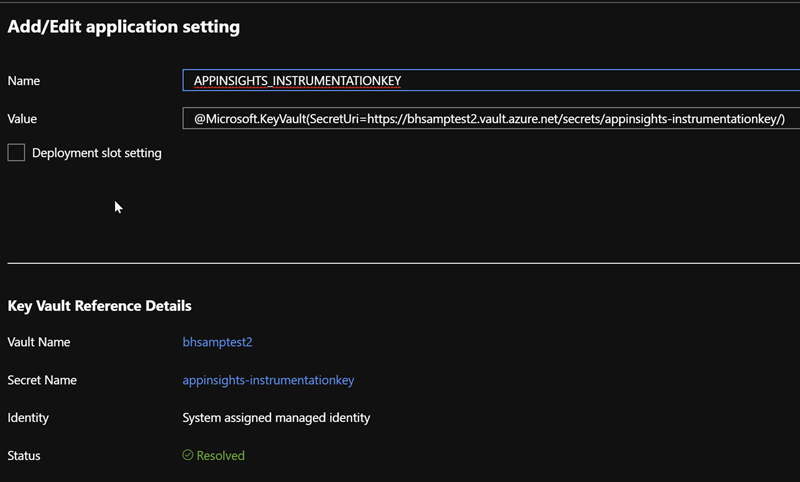 Add/Edit application setting
Name
APPINSIGHTS_INSTRUMENTATIONKEY
Value
@Microsoft.KeyVault(SecretUri=https://bhsamptest2.vault.azure.net/secrets/appinsights-instrumentationkey/)
Deployment slot setting
Key Vault Reference Details
Vault Name
bhsamptest2
Secret Name
appinsights-instrumentationkey
Identity
System assigned managed identity
Status
Resolved